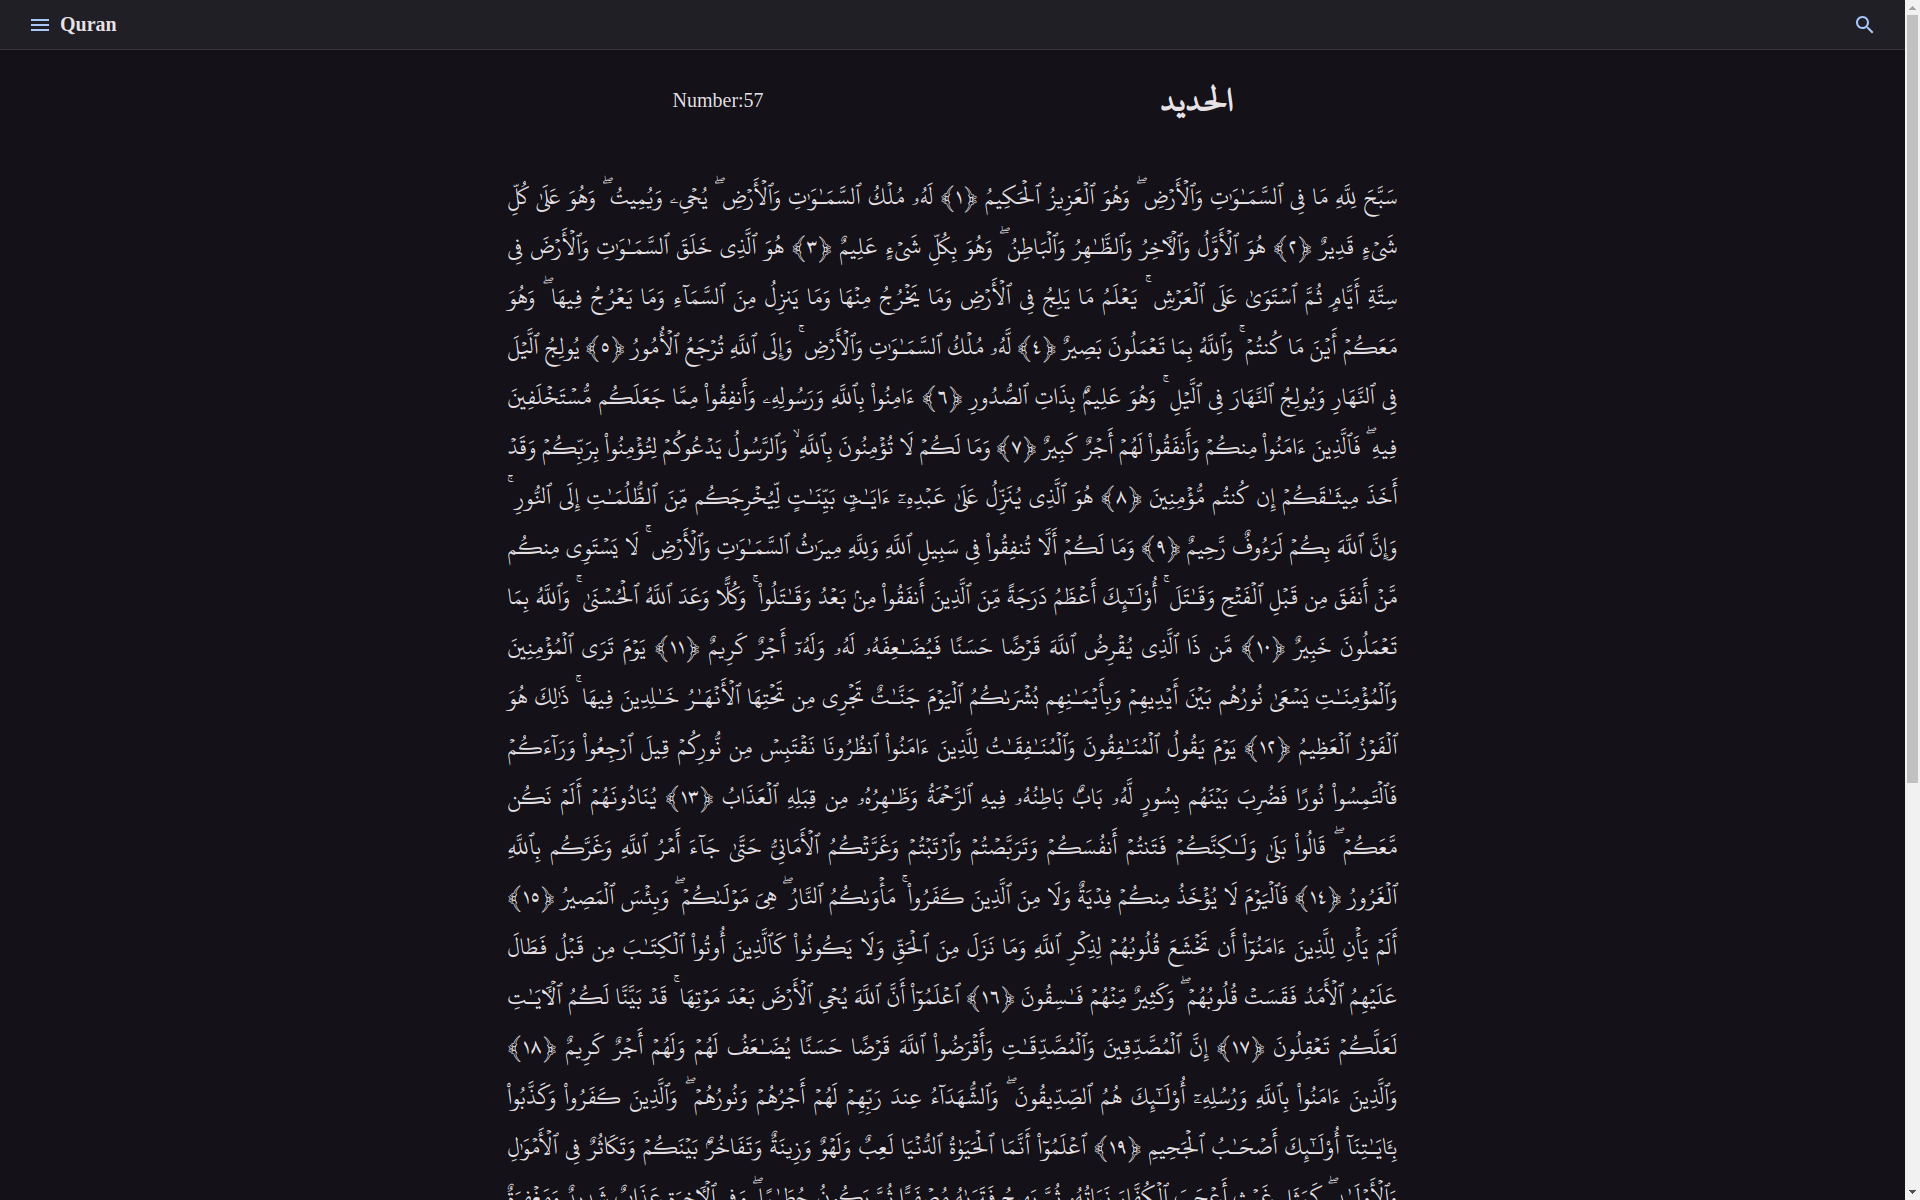 Quran
Number:57
الحديد
سَبَّحَ لِلَّهِ مَا فِى ٱلسَّمَـٰوَٰتِ وَٱلْأَرْضِ ۖ وَهُوَ ٱلْعَزِيزُ ٱلْحَكِيمُ ﴿١﴾ لَهُۥ مُلْكُ ٱلسَّمَـٰوَٰتِ وَٱلْأَرْضِ ۖ يُحْىِۦ وَيُمِيتُ ۖ وَهُوَ عَلَىٰ كُلِّ
شَىْءٍ قَدِيرٌ ﴿٢﴾ هُوَ ٱلْأَوَّلُ وَٱلْـَٔاخِرُ وَٱلظَّـٰهِرُ وَٱلْبَاطِنُ ۖ وَهُوَ بِكُلِّ شَىْءٍ عَلِيمٌ ﴿٣﴾ هُوَ ٱلَّذِى خَلَقَ ٱلسَّمَـٰوَٰتِ وَٱلْأَرْضَ فِى
سِتَّةِ أَيَّامٍ ثُمَّ ٱسْتَوَىٰ عَلَى ٱلْعَرْشِ ۚ يَعْلَمُ مَا يَلِجُ فِى ٱلْأَرْضِ وَمَا يَخْرُجُ مِنْهَا وَمَا يَنزِلُ مِنَ ٱلسَّمَآءِ وَمَا يَعْرُجُ فِيهَا ۖ وَهُوَ
مَعَكُمْ أَيْنَ مَا كُنتُمْ ۚ وَٱللَّهُ بِمَا تَعْمَلُونَ بَصِيرٌ ﴿٤﴾ لَّهُۥ مُلْكُ ٱلسَّمَـٰوَٰتِ وَٱلْأَرْضِ ۚ وَإِلَى ٱللَّهِ تُرْجَعُ ٱلْأُمُورُ ﴿٥﴾ يُولِجُ ٱلَّيْلَ
فِى ٱلنَّهَارِ وَيُولِجُ ٱلنَّهَارَ فِى ٱلَّيْلِ ۚ وَهُوَ عَلِيمٌۢ بِذَاتِ ٱلصُّدُورِ ﴿٦﴾ ءَامِنُوا۟ بِٱللَّهِ وَرَسُولِهِۦ وَأَنفِقُوا۟ مِمَّا جَعَلَكُم مُّسْتَخْلَفِينَ
فِيهِ ۖ فَٱلَّذِينَ ءَامَنُوا۟ مِنكُمْ وَأَنفَقُوا۟ لَهُمْ أَجْرٌ كَبِيرٌ ﴿٧﴾ وَمَا لَكُمْ لَا تُؤْمِنُونَ بِٱللَّهِ ۙ وَٱلرَّسُولُ يَدْعُوكُمْ لِتُؤْمِنُوا۟ بِرَبِّكُمْ وَقَدْ
أَخَذَ مِيثَـٰقَكُمْ إِن كُنتُم مُّؤْمِنِينَ ﴿٨﴾ هُوَ ٱلَّذِى يُنَزِّلُ عَلَىٰ عَبْدِهِۦٓ ءَايَـٰتٍۭ بَيِّنَـٰتٍ لِّيُخْرِجَكُم مِّنَ ٱلظُّلُمَـٰتِ إِلَى ٱلنُّورِ ۚ
وَإِنَّ ٱللَّهَ بِكُمْ لَرَءُوفٌ رَّحِيمٌ ﴿٩﴾ وَمَا لَكُمْ أَلَّا تُنفِقُوا۟ فِى سَبِيلِ ٱللَّهِ وَلِلَّهِ مِيرَٰثُ ٱلسَّمَـٰوَٰتِ وَٱلْأَرْضِ ۚ لَا يَسْتَوِى مِنكُم
مَّنْ أَنفَقَ مِن قَبْلِ ٱلْفَتْحِ وَقَـٰتَلَ ۚ أُو۟لَـٰٓئِكَ أَعْظَمُ دَرَجَةً مِّنَ ٱلَّذِينَ أَنفَقُوا۟ مِنۢ بَعْدُ وَقَـٰتَلُوا۟ ۚ وَكُلًّا وَعَدَ ٱللَّهُ ٱلْحُسْنَىٰ ۚ وَٱللَّهُ بِمَا
تَعْمَلُونَ خَبِيرٌ ﴿١٠﴾ مَّن ذَا ٱلَّذِى يُقْرِضُ ٱللَّهَ قَرْضًا حَسَنًا فَيُضَـٰعِفَهُۥ لَهُۥ وَلَهُۥٓ أَجْرٌ كَرِيمٌ ﴿١١﴾ يَوْمَ تَرَى ٱلْمُؤْمِنِينَ
وَٱلْمُؤْمِنَـٰتِ يَسْعَىٰ نُورُهُم بَيْنَ أَيْدِيهِمْ وَبِأَيْمَـٰنِهِم بُشْرَىٰكُمُ ٱلْيَوْمَ جَنَّـٰتٌ تَجْرِى مِن تَحْتِهَا ٱلْأَنْهَـٰرُ خَـٰلِدِينَ فِيهَا ۚ ذَٰلِكَ هُوَ
ٱلْفَوْزُ ٱلْعَظِيمُ ﴿١٢﴾ يَوْمَ يَقُولُ ٱلْمُنَـٰفِقُونَ وَٱلْمُنَـٰفِقَـٰتُ لِلَّذِينَ ءَامَنُوا۟ ٱنظُرُونَا نَقْتَبِسْ مِن نُّورِكُمْ قِيلَ ٱرْجِعُوا۟ وَرَآءَكُمْ
فَٱلْتَمِسُوا۟ نُورًا فَضُرِبَ بَيْنَهُم بِسُورٍ لَّهُۥ بَابٌۢ بَاطِنُهُۥ فِيهِ ٱلرَّحْمَةُ وَظَـٰهِرُهُۥ مِن قِبَلِهِ ٱلْعَذَابُ ﴿١٣﴾ يُنَادُونَهُمْ أَلَمْ نَكُن
مَّعَكُمْ ۖ قَالُوا۟ بَلَىٰ وَلَـٰكِنَّكُمْ فَتَنتُمْ أَنفُسَكُمْ وَتَرَبَّصْتُمْ وَٱرْتَبْتُمْ وَغَرَّتْكُمُ ٱلْأَمَانِىُّ حَتَّىٰ جَآءَ أَمْرُ ٱللَّهِ وَغَرَّكُم بِٱللَّهِ
ٱلْغَرُورُ ﴿١٤﴾ فَٱلْيَوْمَ لَا يُؤْخَذُ مِنكُمْ فِدْيَةٌ وَلَا مِنَ ٱلَّذِينَ كَفَرُوا۟ ۚ مَأْوَىٰكُمُ ٱلنَّارُ ۖ هِىَ مَوْلَىٰكُمْ ۖ وَبِئْسَ ٱلْمَصِيرُ ﴿١٥﴾
أَلَمْ يَأْنِ لِلَّذِينَ ءَامَنُوٓا۟ أَن تَخْشَعَ قُلُوبُهُمْ لِذِكْرِ ٱللَّهِ وَمَا نَزَلَ مِنَ ٱلْحَقِّ وَلَا يَكُونُوا۟ كَٱلَّذِينَ أُوتُوا۟ ٱلْكِتَـٰبَ مِن قَبْلُ فَطَالَ
عَلَيْهِمُ ٱلْأَمَدُ فَقَسَتْ قُلُوبُهُمْ ۖ وَكَثِيرٌ مِّنْهُمْ فَـٰسِقُونَ ﴿١٦﴾ ٱعْلَمُوٓا۟ أَنَّ ٱللَّهَ يُحْىِ ٱلْأَرْضَ بَعْدَ مَوْتِهَا ۚ قَدْ بَيَّنَّا لَكُمُ ٱلْـَٔايَـٰتِ
لَعَلَّكُمْ تَعْقِلُونَ ﴿١٧﴾ إِنَّ ٱلْمُصَّدِّقِينَ وَٱلْمُصَّدِّقَـٰتِ وَأَقْرَضُوا۟ ٱللَّهَ قَرْضًا حَسَنًا يُضَـٰعَفُ لَهُمْ وَلَهُمْ أَجْرٌ كَرِيمٌ ﴿١٨﴾
وَٱلَّذِينَ ءَامَنُوا۟ بِٱللَّهِ وَرُسُلِهِۦٓ أُو۟لَـٰٓئِكَ هُمُ ٱلصِّدِّيقُونَ ۖ وَٱلشُّهَدَآءُ عِندَ رَبِّهِمْ لَهُمْ أَجْرُهُمْ وَنُورُهُمْ ۖ وَٱلَّذِينَ كَفَرُوا۟ وَكَذَّبُوا۟
بِـَٔايَـٰتِنَآ أُو۟لَـٰٓئِكَ أَصْحَـٰبُ ٱلْجَحِيمِ ﴿١٩﴾ ٱعْلَمُوٓا۟ أَنَّمَا ٱلْحَيَوٰةُ ٱلدُّنْيَا لَعِبٌ وَلَهْوٌ وَزِينَةٌ وَتَفَاخُرٌۢ بَيْنَكُمْ وَتَكَاثُرٌ فِى ٱلْأَمْوَٰلِ